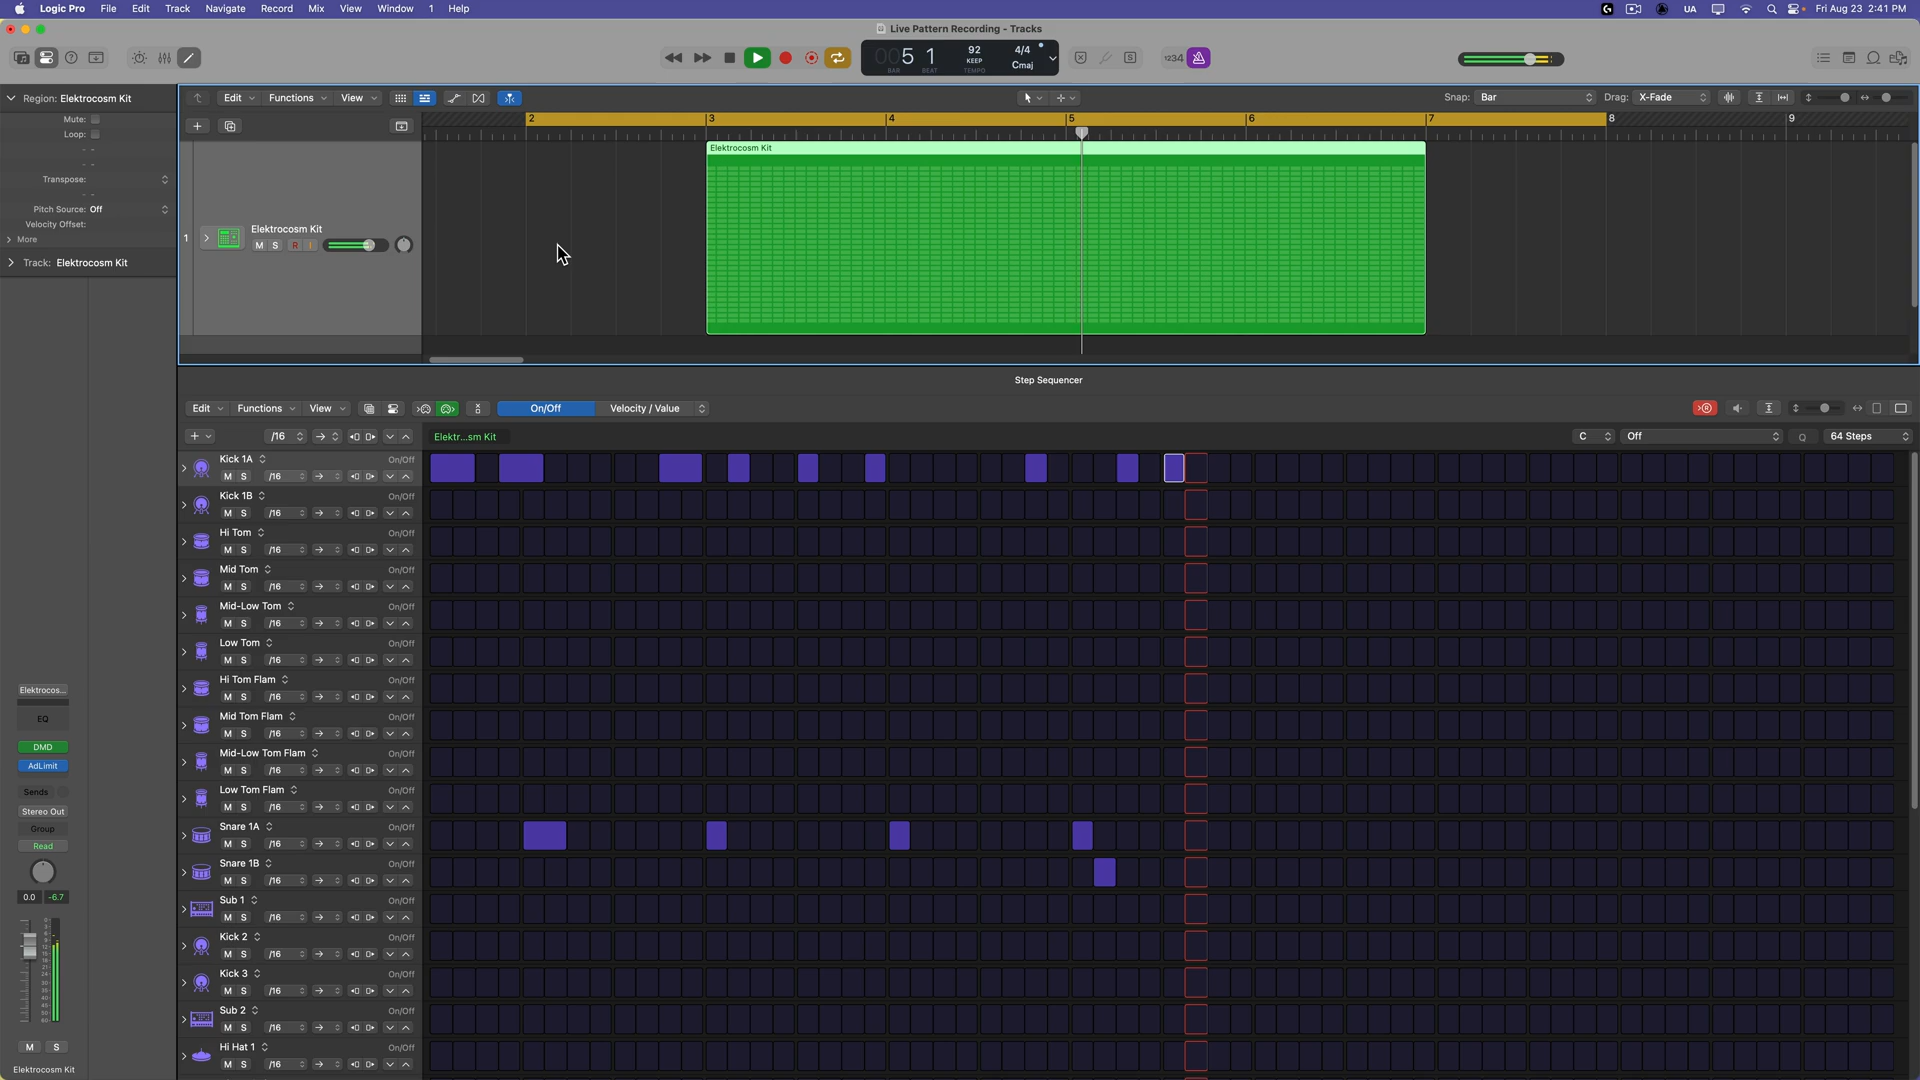 Logic Pro File Edit Track Navigate Record Mix View Window 1 Help UA Fri Aug 23 2:41 PM
Live Pattern Recording - Tracks
005 1 92 4/4
KEEP Cmaj
BAR BEAT TEMPO
S 1234
Region: Elektrocosm Kit
Edit Functions View Snap: Bar Drag: X-Fade
Mute:
Loop:
2 3 4 5 6 7 8 9
Transpose:
Pitch Source: Off
Velocity Offset:
More
Track: Elektrocosm Kit
Elektrocosm Kit
1
Elektrocosm Kit
M S R I
Step Sequencer
Edit Functions View On/Off Velocity / Value
/16 Elektr...sm Kit C Off Q 64 Steps
Kick 1A On/Off
M S /16
Kick 1B On/Off
M S /16
Hi Tom On/Off
M S /16
Mid Tom On/Off
M S /16
Mid-Low Tom On/Off
M S /16
Low Tom On/Off
M S /16
Hi Tom Flam On/Off
M S /16
Mid Tom Flam On/Off
M S /16
Mid-Low Tom Flam On/Off
M S /16
Low Tom Flam On/Off
M S /16
Snare 1A On/Off
M S /16
Snare 1B On/Off
M S /16
Sub 1 On/Off
M S /16
Kick 2 On/Off
M S /16
Kick 3 On/Off
M S /16
Sub 2 On/Off
M S /16
Hi Hat 1 On/Off
M S /16
Elektrocos...
EQ
DMD
AdLimit
Sends
Stereo Out
Group
Read
0.0 -6.7
M S
Elektrocosm Kit